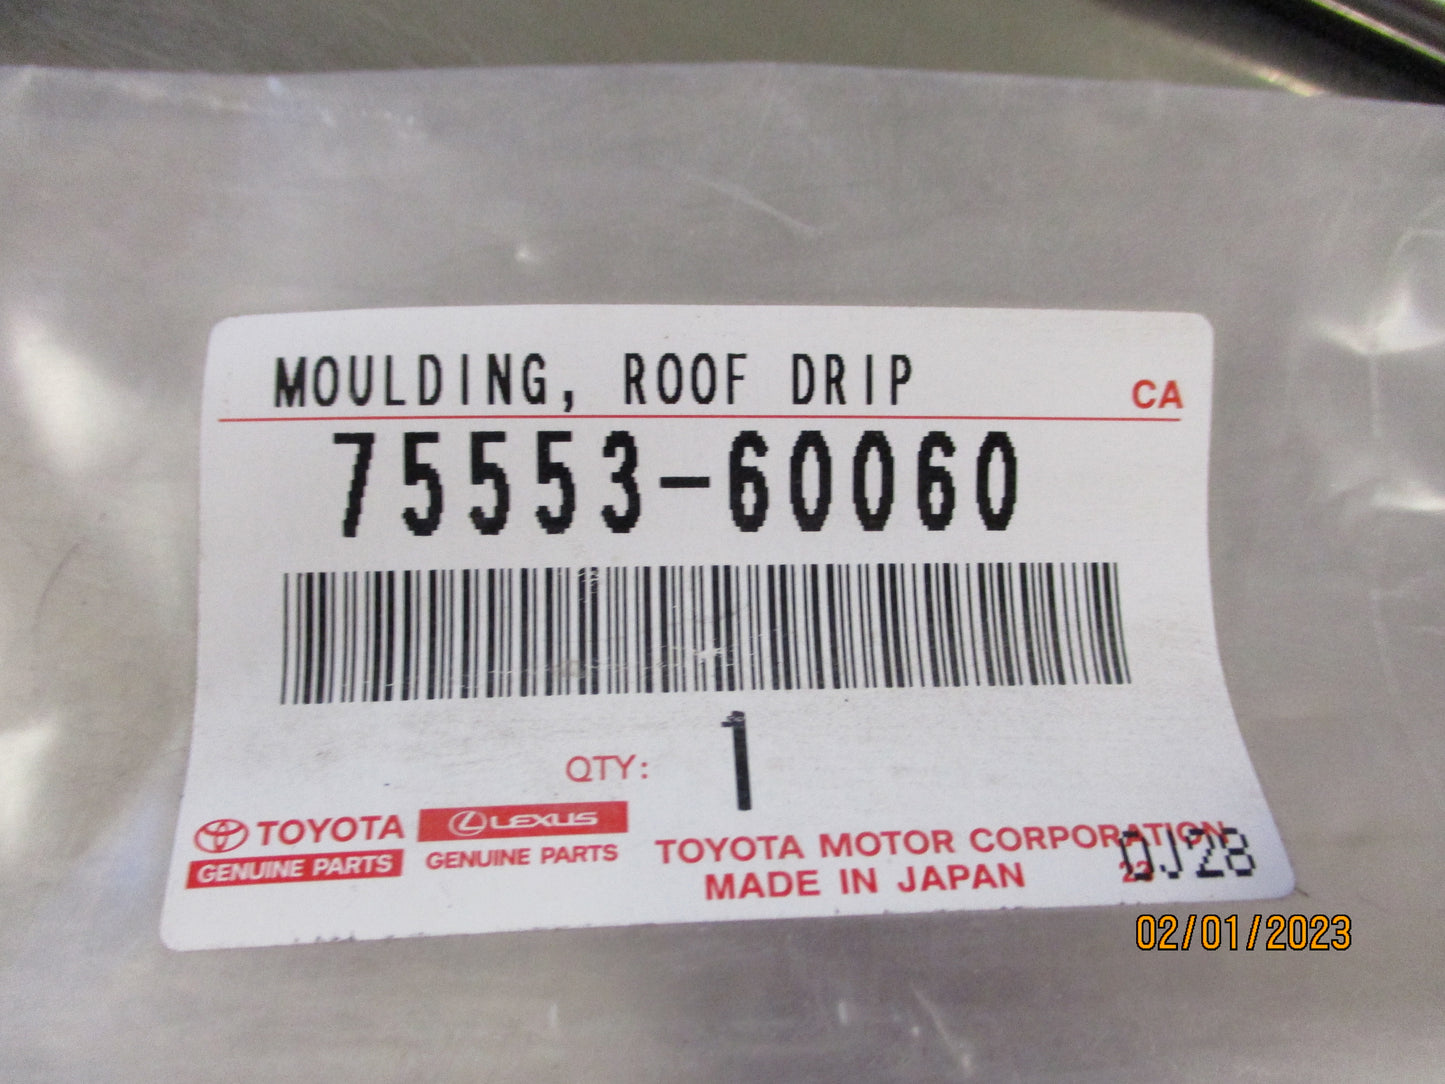 MOULDING, ROOF DRIP
CA
75553-60060
QTY: 1
TOYOTA
GENUINE PARTS
LEXUS
GENUINE PARTS
TOYOTA MOTOR CORPORATION
MADE IN JAPAN
22
0J28
02/01/2023